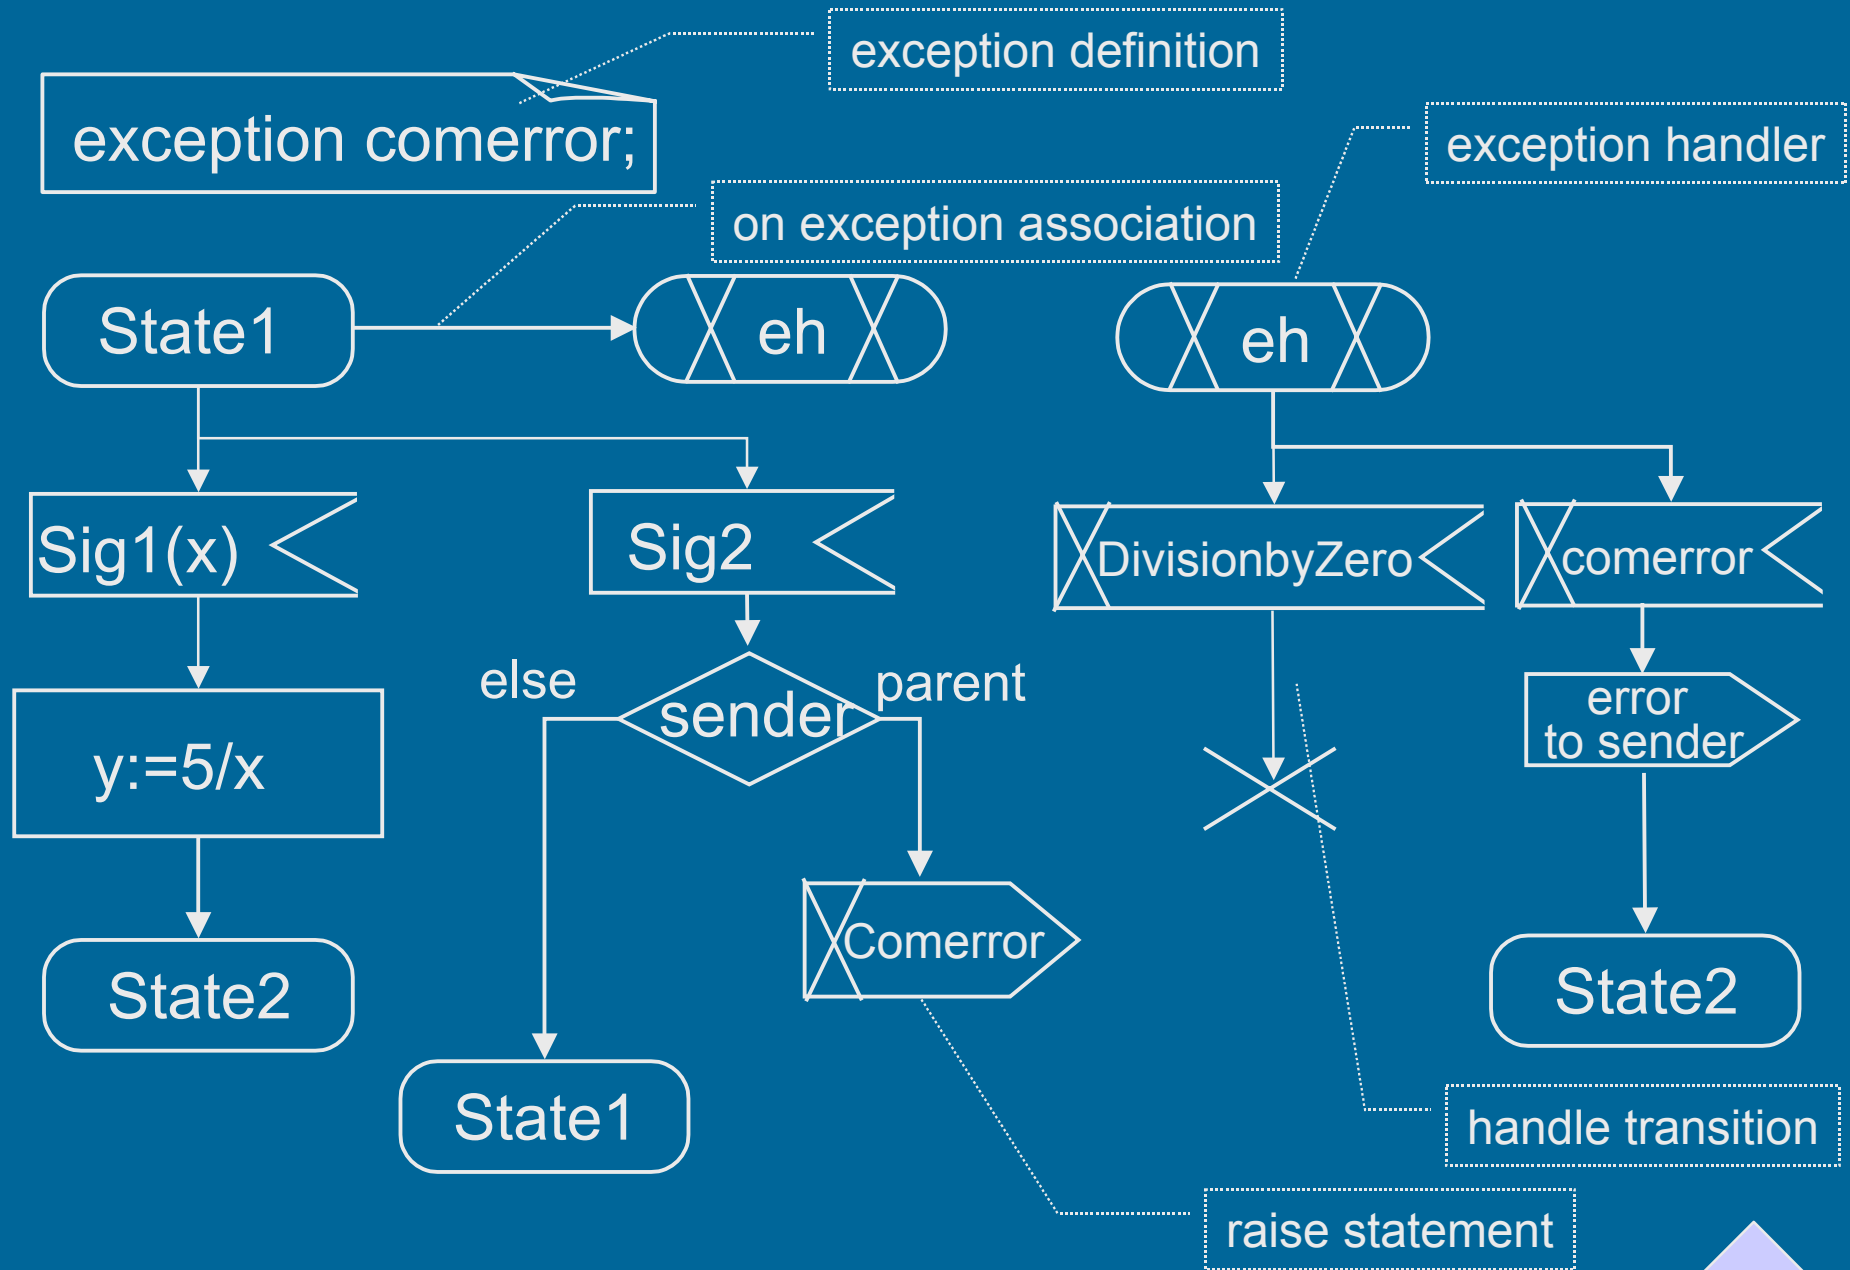 exception definition
exception comerror;
exception handler
on exception association
State1
eh
eh
Sig1(x)
Sig2
DivisionbyZero
comerror
else
parent
sender
error
to sender
y:=5/x
Comerror
State2
State2
State1
handle transition
raise statement